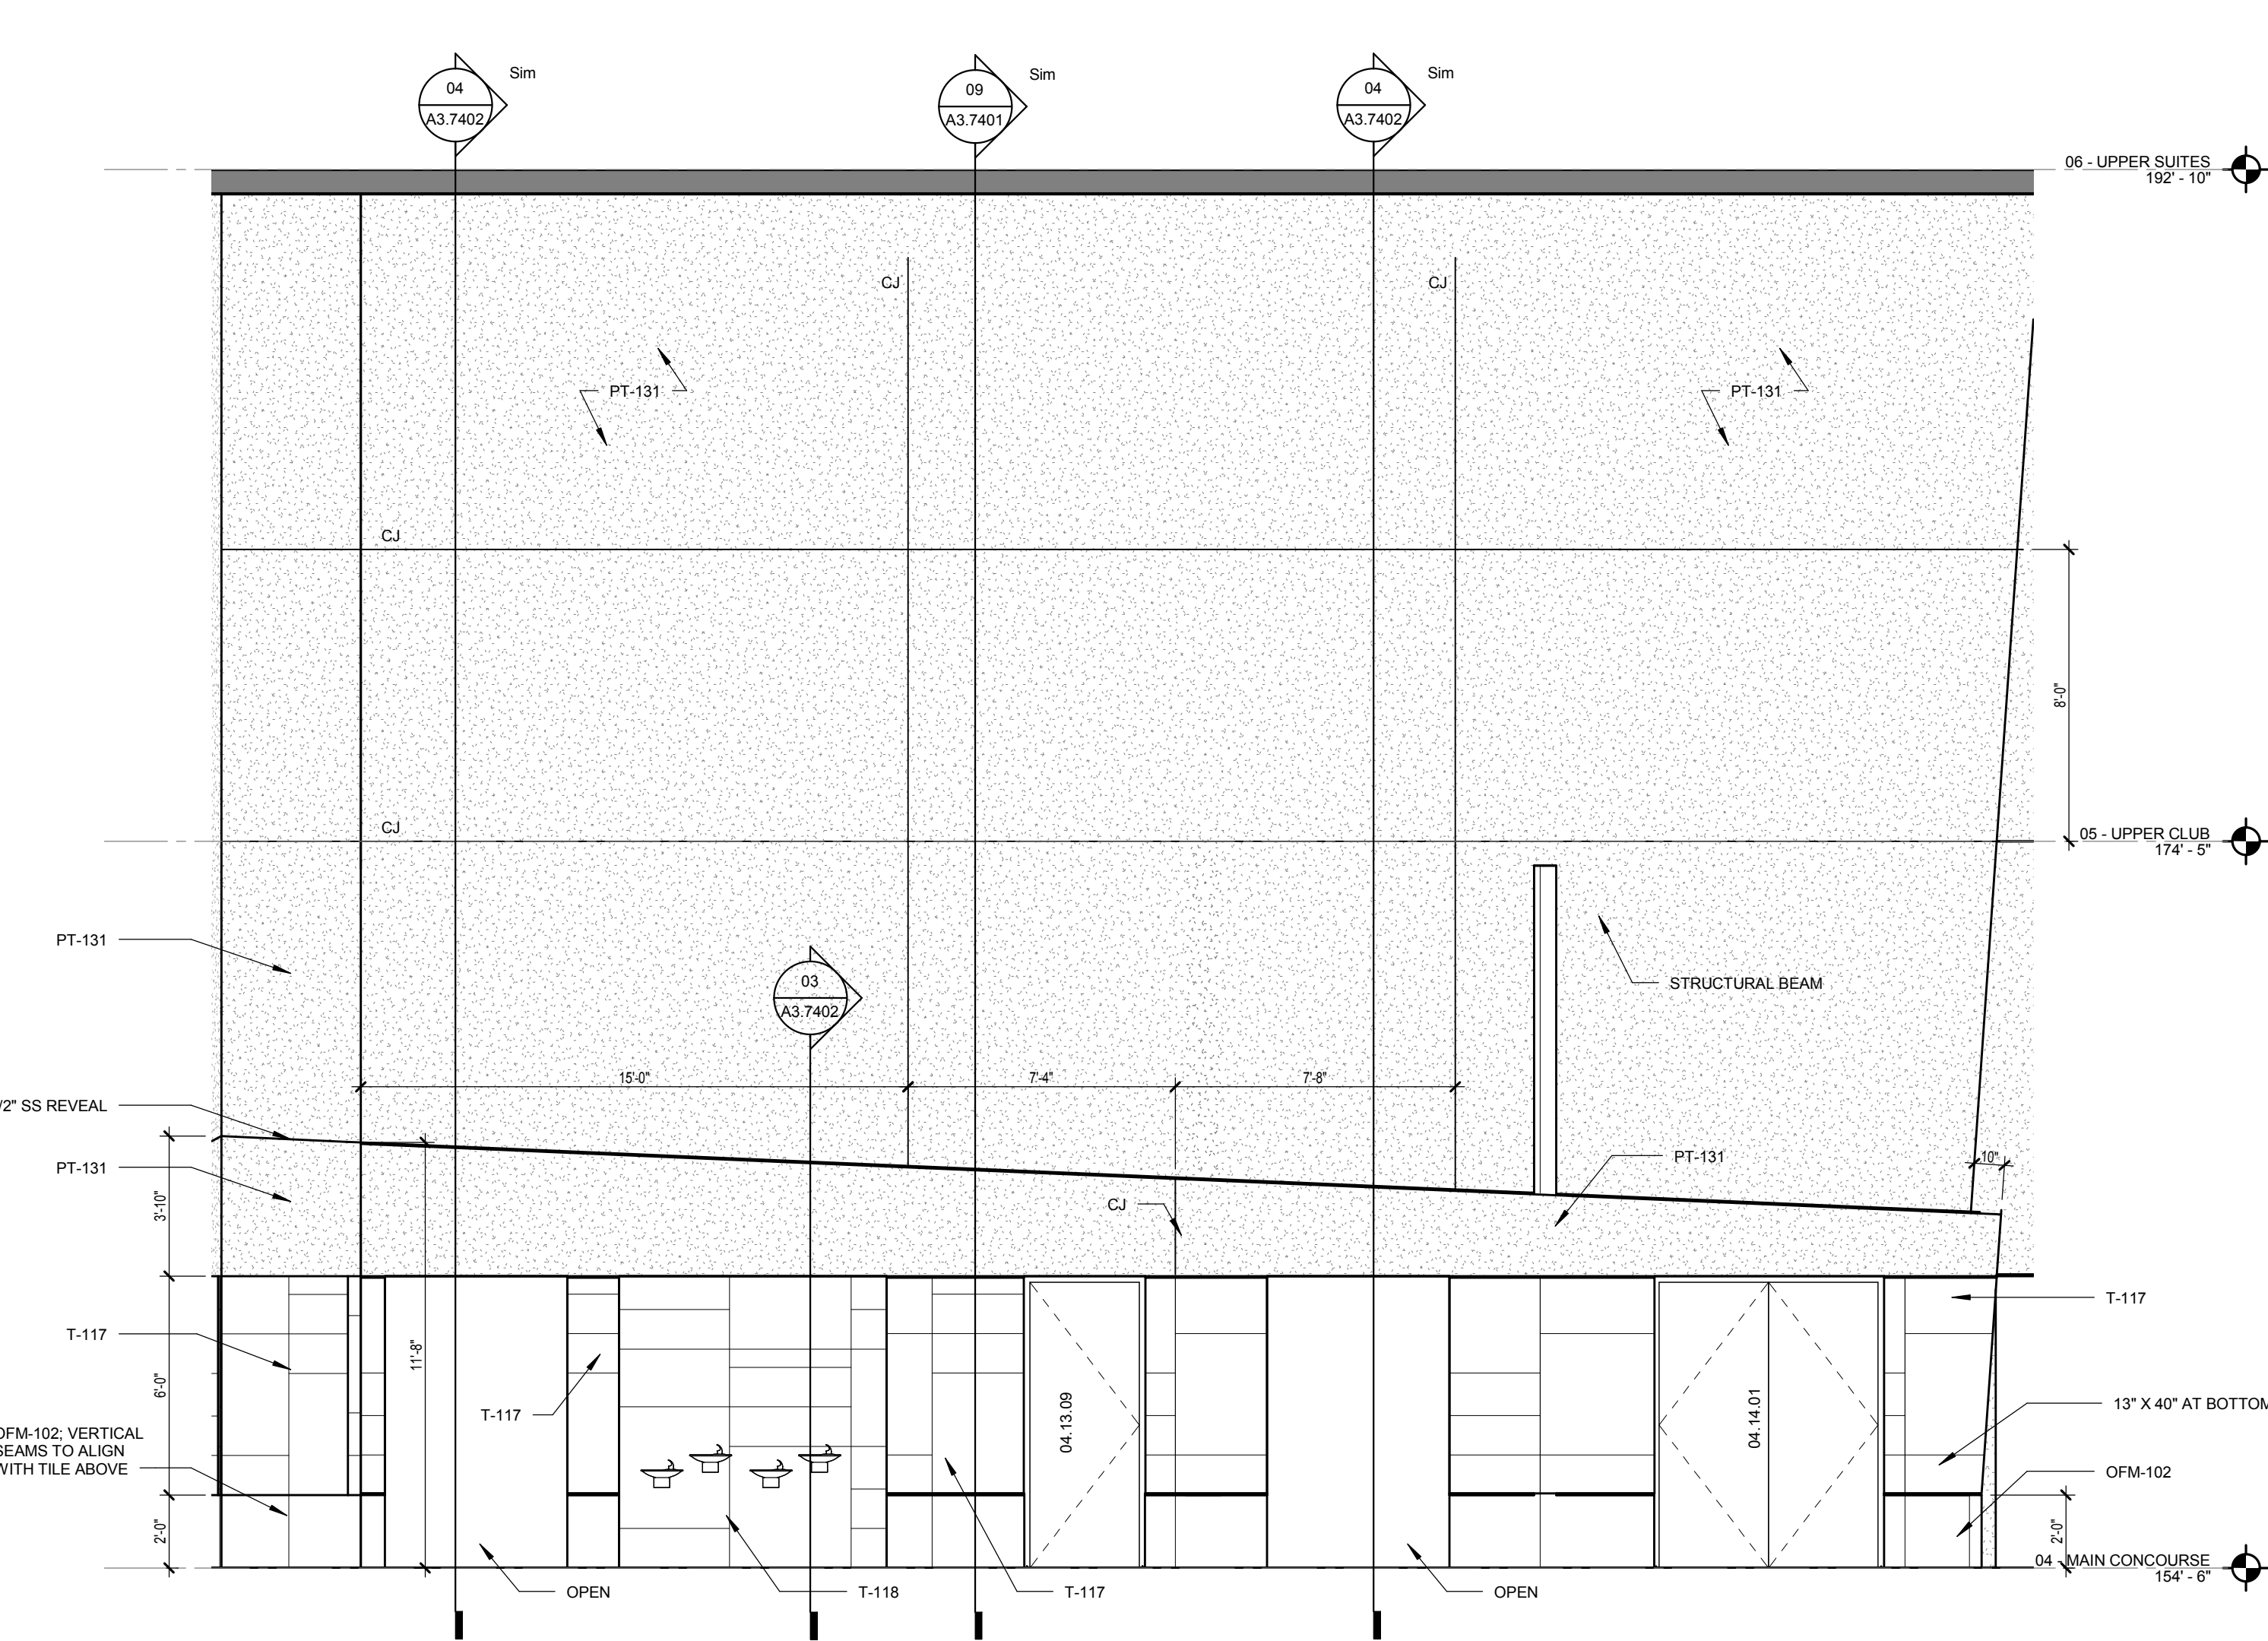 04
A3.7402
Sim
09
A3.7401
Sim
04
A3.7402
Sim
06 - UPPER SUITES
192' - 10"
CJ
CJ
PT-131
PT-131
CJ
8'-0"
CJ
05 - UPPER CLUB
174' - 5"
PT-131
03
A3.7402
STRUCTURAL BEAM
15'-0"
7'-4"
7'-8"
/2" SS REVEAL
PT-131
PT-131
10"
3'-10"
CJ
T-117
T-117
11'-8"
6'-0"
T-117
04.13.09
04.14.01
13" X 40" AT BOTTOM
OFM-102; VERTICAL
SEAMS TO ALIGN
WITH TILE ABOVE
OFM-102
2'-0"
2'-0"
04 - MAIN CONCOURSE
154' - 6"
OPEN
T-118
T-117
OPEN